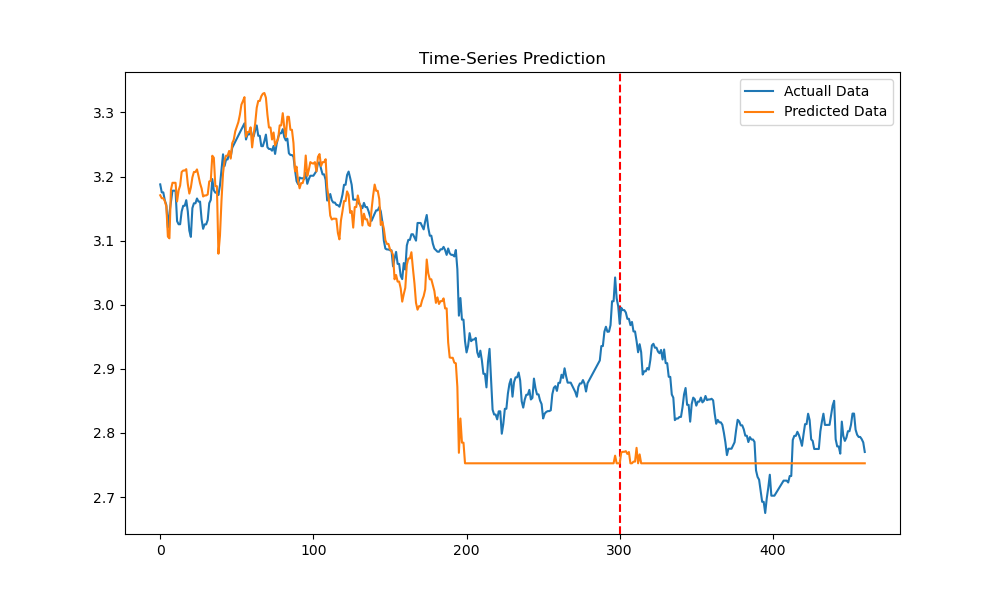 Time-Series Prediction
Actuall Data
Predicted Data
3.3
3.2
3.1
3.0
2.9
2.8
2.7
0 100 200 300 400